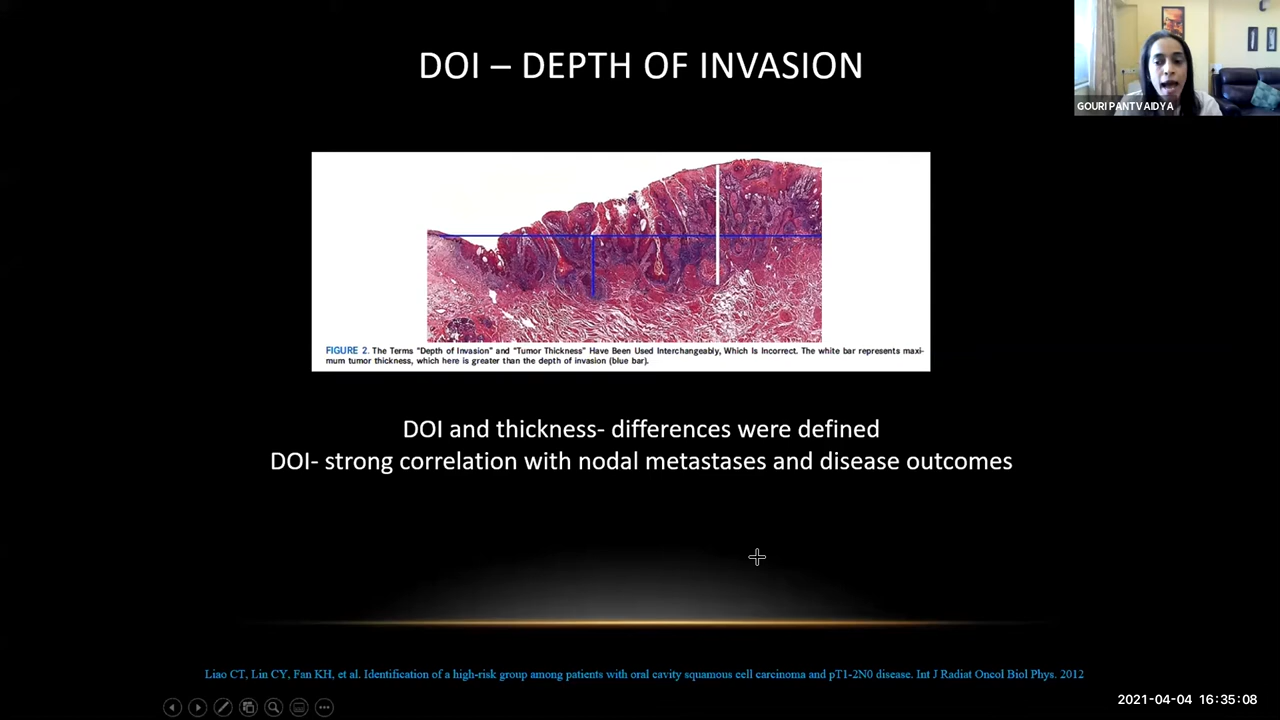 DOI – DEPTH OF INVASION
GOURI PANTVAIDYA
FIGURE 2. The Terms "Depth of Invasion" and "Tumor Thickness" Have Been Used Interchangeably, Which Is Incorrect. The white bar represents maxi-
mum tumor thickness, which here is greater than the depth of invasion (blue bar).
DOI and thickness- differences were defined
DOI- strong correlation with nodal metastases and disease outcomes
Liao CT, Lin CY, Fan KH, et al. Identification of a high-risk group among patients with oral cavity squamous cell carcinoma and pT1-2N0 disease. Int J Radiat Oncol Biol Phys. 2012
2021-04-04 16:35:08